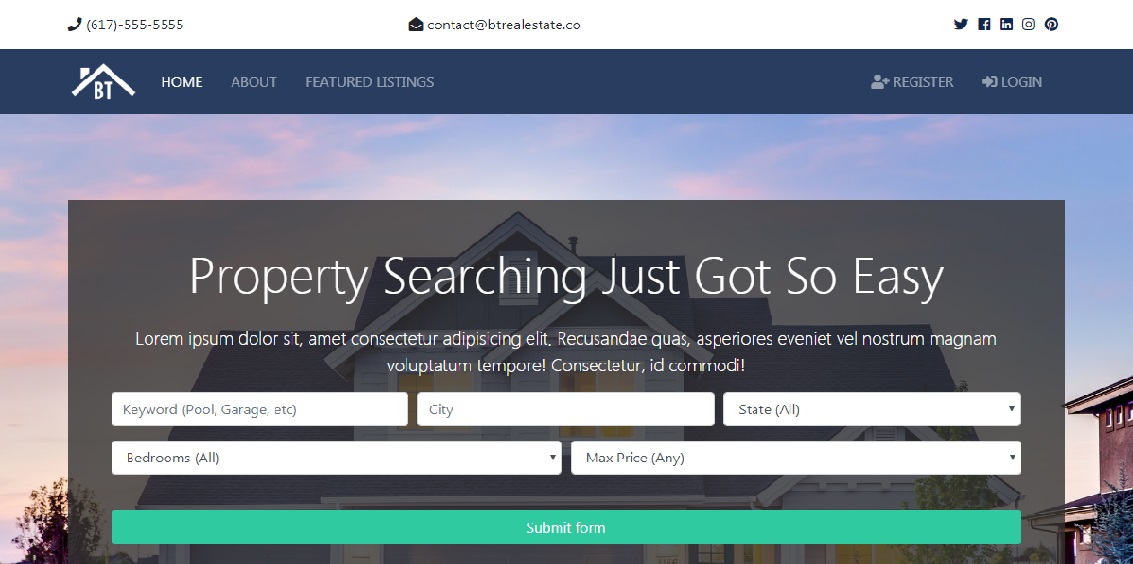 (617)-555-5555 contact@btrealestate.co
BT HOME ABOUT FEATURED LISTINGS REGISTER LOGIN
Property Searching Just Got So Easy
Lorem ipsum dolor sit, amet consectetur adipisicing elit. Recusandae quas, asperiores eveniet vel nostrum magnam
voluptatum tempore! Consectetur, id commodi!
Keyword (Pool, Garage, etc) City State (All)
Bedrooms (All) Max Price (Any)
Submit form